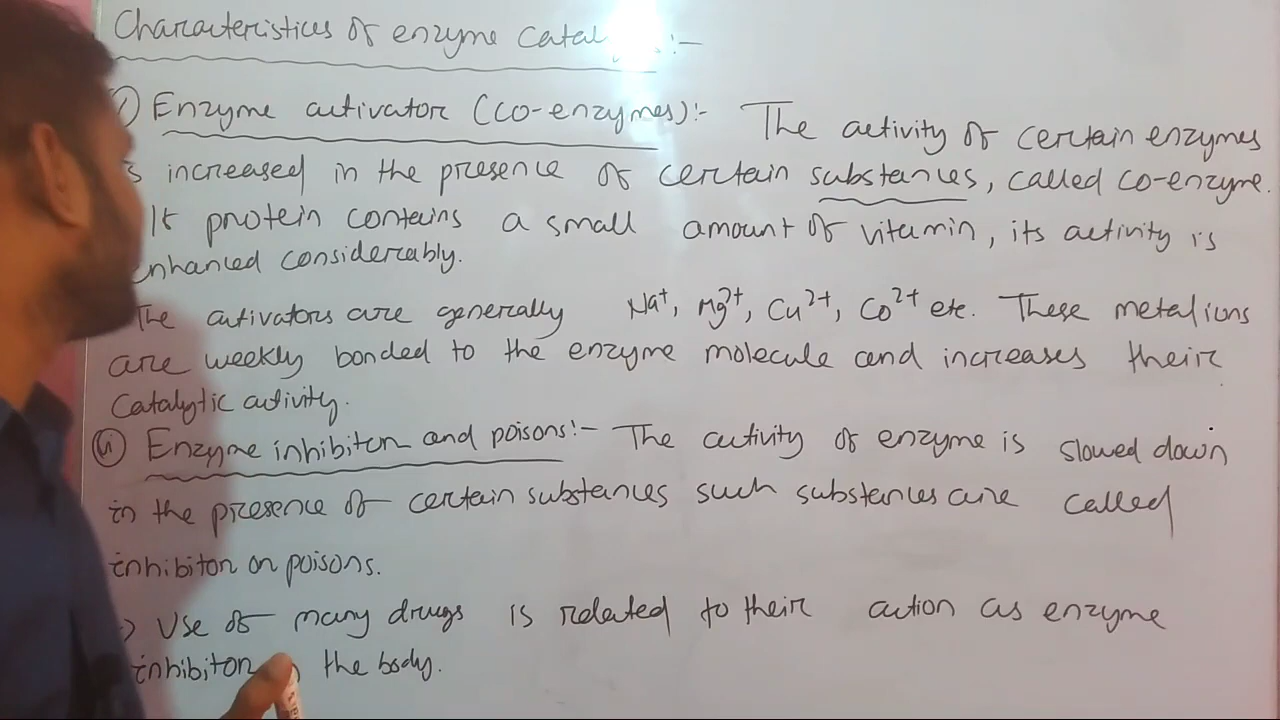 Characteristics of enzyme Catal :-
i) Enzyme activator (co-enzymes):- The activity of certain enzymes
is increased in the presence of certain substances, called co-enzyme.
If protein contains a small amount of vitamin, its activity is
enhanced considerably.
The activators are generally Na⁺, Mg²⁺, Cu²⁺, Co²⁺ etc. These metal ions
are weekly bonded to the enzyme molecule and increases their
Catalytic activity.
(ii) Enzyme inhibitor and poisons:- The activity of enzyme is slowed down
in the presence of certain substances such substances are called
inhibitor or poisons.
→ Use of many drugs is related to their action as enzyme
inhibitor the body.